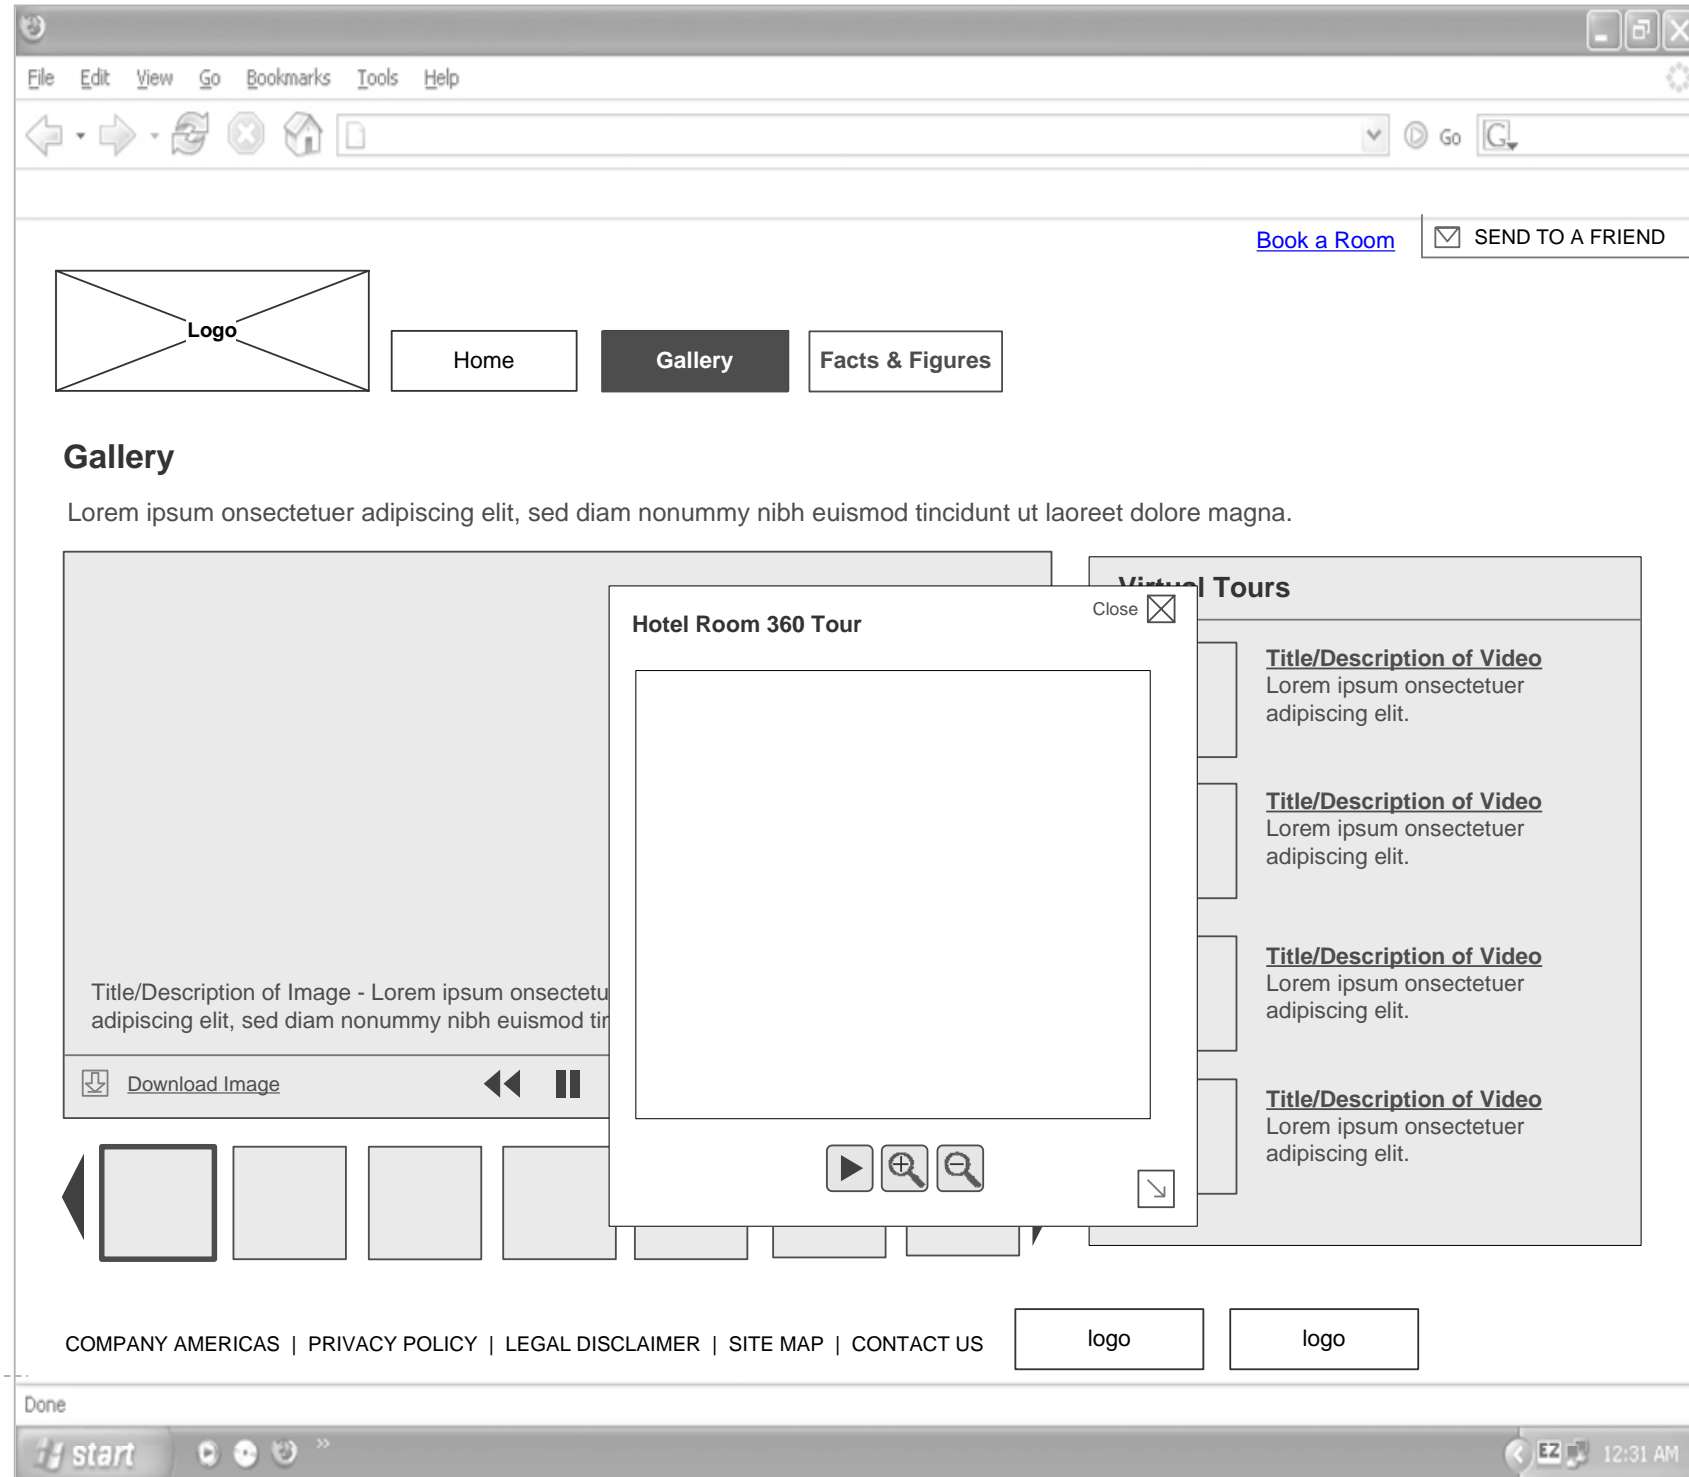 File Edit View Go Bookmarks Tools Help
Go
G
Book a Room
SEND TO A FRIEND
Logo
Home
Gallery
Facts & Figures
Gallery
Lorem ipsum onsectetuer adipiscing elit, sed diam nonummy nibh euismod tincidunt ut laoreet dolore magna.
Title/Description of Image - Lorem ipsum onsectetu
adipiscing elit, sed diam nonummy nibh euismod tin
Download Image
Hotel Room 360 Tour
Close
Virtual Tours
Title/Description of Video
Lorem ipsum onsectetuer
adipiscing elit.
Title/Description of Video
Lorem ipsum onsectetuer
adipiscing elit.
Title/Description of Video
Lorem ipsum onsectetuer
adipiscing elit.
Title/Description of Video
Lorem ipsum onsectetuer
adipiscing elit.
COMPANY AMERICAS | PRIVACY POLICY | LEGAL DISCLAIMER | SITE MAP | CONTACT US
logo
logo
Done
start
EZ
12:31 AM